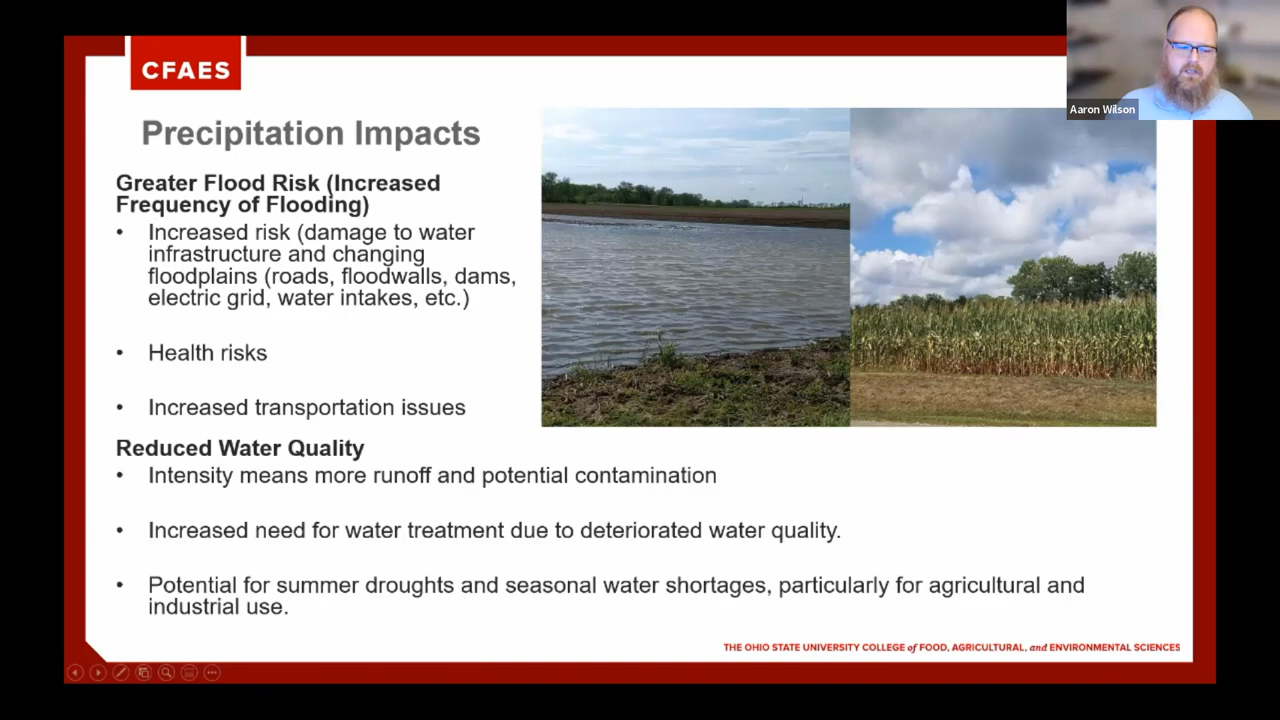 CFAES
Aaron Wilson
Precipitation Impacts
Greater Flood Risk (Increased
Frequency of Flooding)
• Increased risk (damage to water
infrastructure and changing
floodplains (roads, floodwalls, dams,
electric grid, water intakes, etc.)
• Health risks
• Increased transportation issues
Reduced Water Quality
• Intensity means more runoff and potential contamination
• Increased need for water treatment due to deteriorated water quality.
• Potential for summer droughts and seasonal water shortages, particularly for agricultural and
industrial use.
THE OHIO STATE UNIVERSITY COLLEGE of FOOD, AGRICULTURAL, and ENVIRONMENTAL SCIENCES